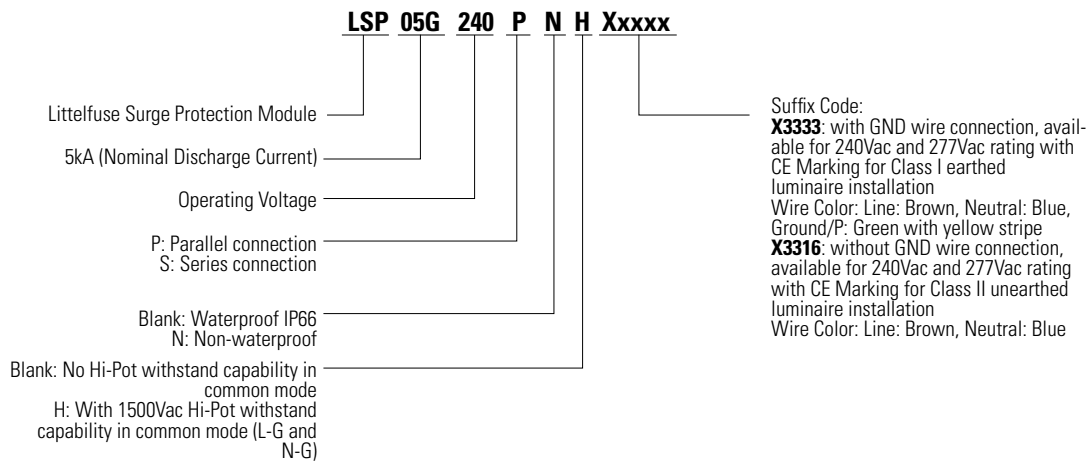 LSP 05G 240 P N H Xxxxx
Littelfuse Surge Protection Module
5kA (Nominal Discharge Current)
Operating Voltage
P: Parallel connection
S: Series connection
Blank: Waterproof IP66
N: Non-waterproof
Blank: No Hi-Pot withstand capability in
common mode
H: With 1500Vac Hi-Pot withstand
capability in common mode (L-G and
N-G)
Suffix Code:
X3333: with GND wire connection, avail-
able for 240Vac and 277Vac rating with
CE Marking for Class I earthed
luminaire installation
Wire Color: Line: Brown, Neutral: Blue,
Ground/P: Green with yellow stripe
X3316: without GND wire connection,
available for 240Vac and 277Vac rating
with CE Marking for Class II unearthed
luminaire installation
Wire Color: Line: Brown, Neutral: Blue